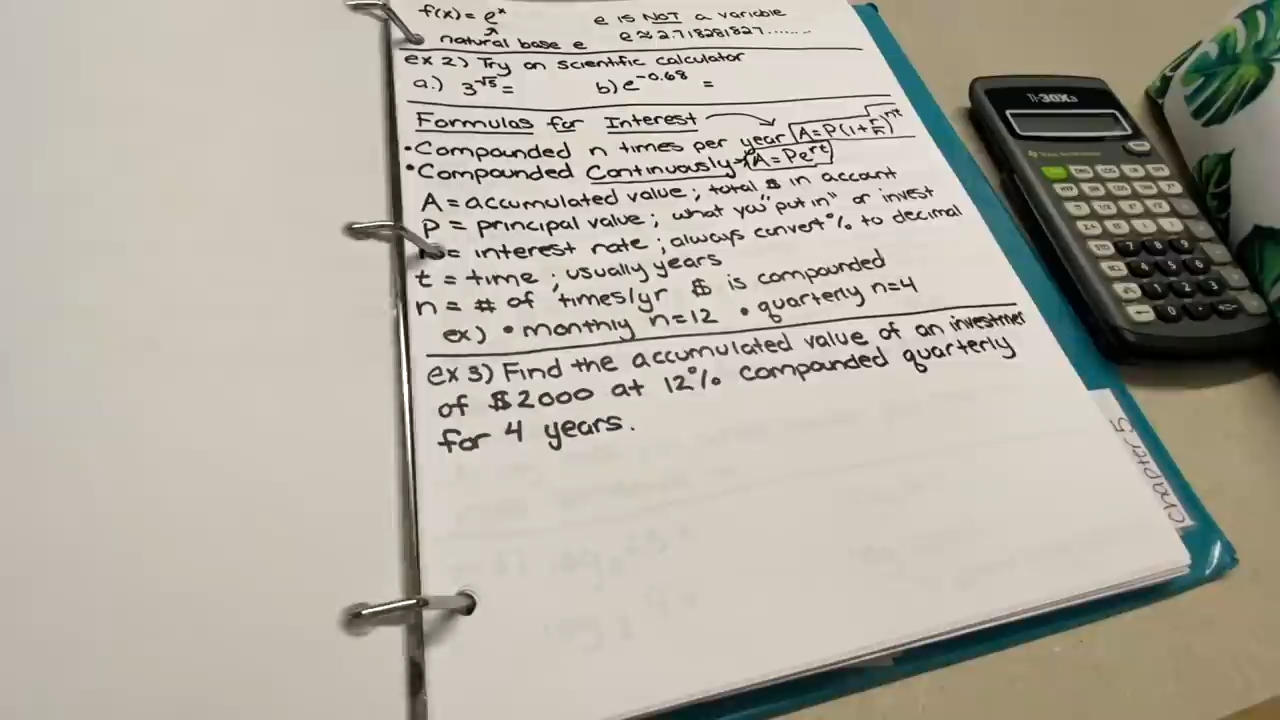 f(x) = eˣ e is NOT a variable
natural base e e ≈ 2.718281827.......
ex 2) Try on scientific calculator
a.) 3^√5 = b) e^-0.68 =
Formulas for Interest
• Compounded n times per year A = P(1 + r/n)^nt
• Compounded Continuously → A = Pe^rt
A = accumulated value ; total $ in account
P = principal value ; what you "put in" or invest
= interest rate ; always convert % to decimal
t = time ; usually years
n = # of times/yr $ is compounded
ex) • monthly n=12 • quarterly n=4
ex 3) Find the accumulated value of an investmen
of $2000 at 12% compounded quarterly
for 4 years.
Chapter 5
TI-30Xa